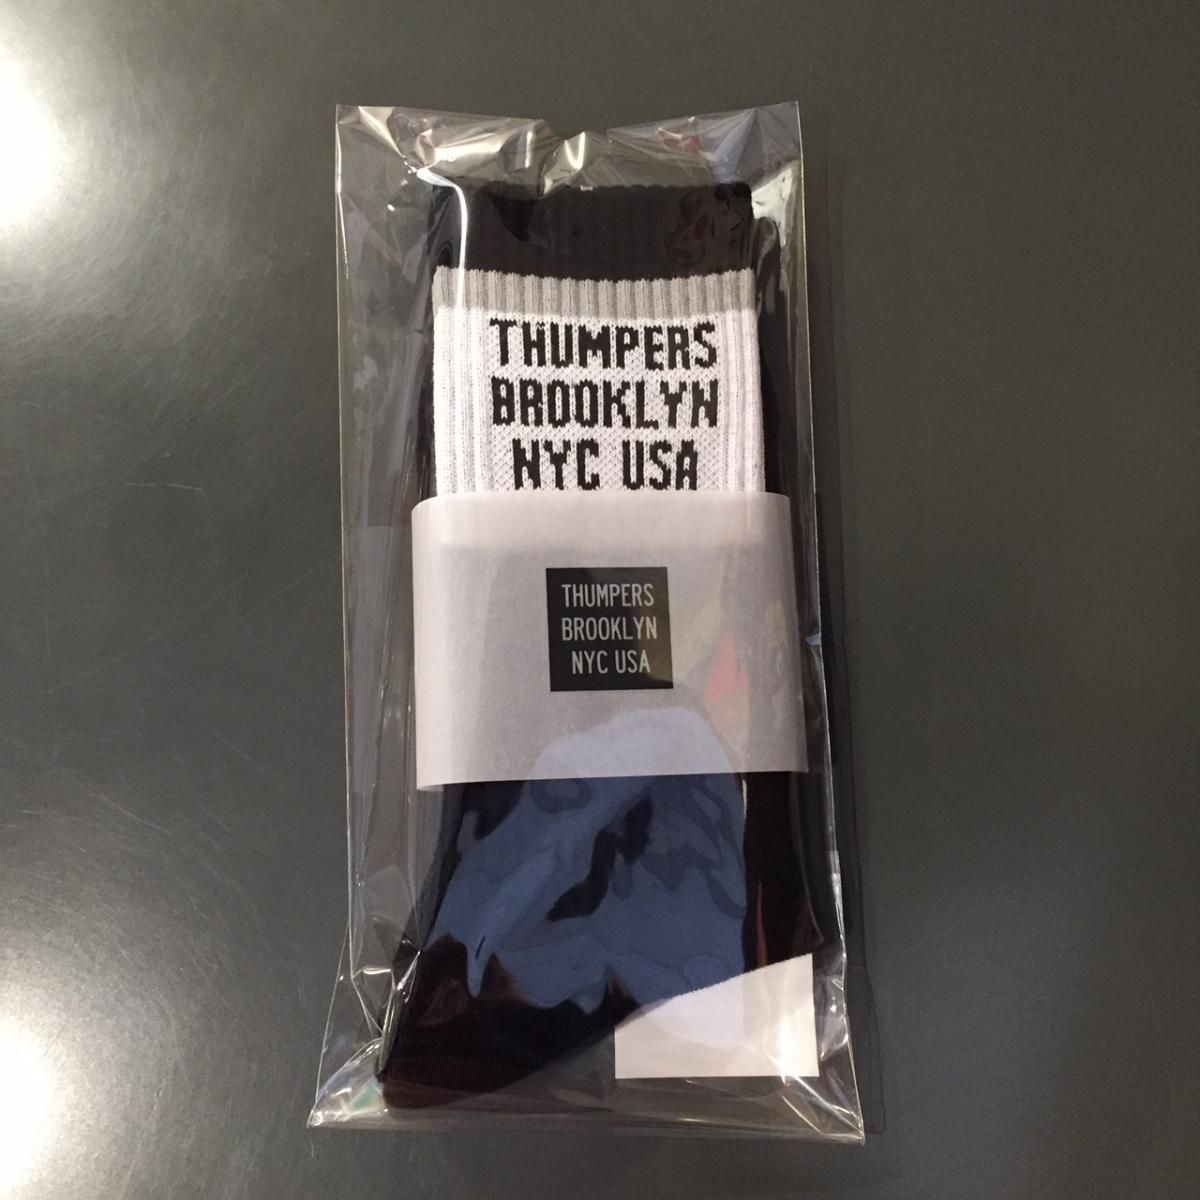 THUMPERS
BROOKLYN
NYC USA
THUMPERS
BROOKLYN
NYC USA